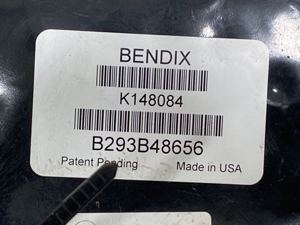 BENDIX
K148084
B293B48656
Patent Pending Made in USA